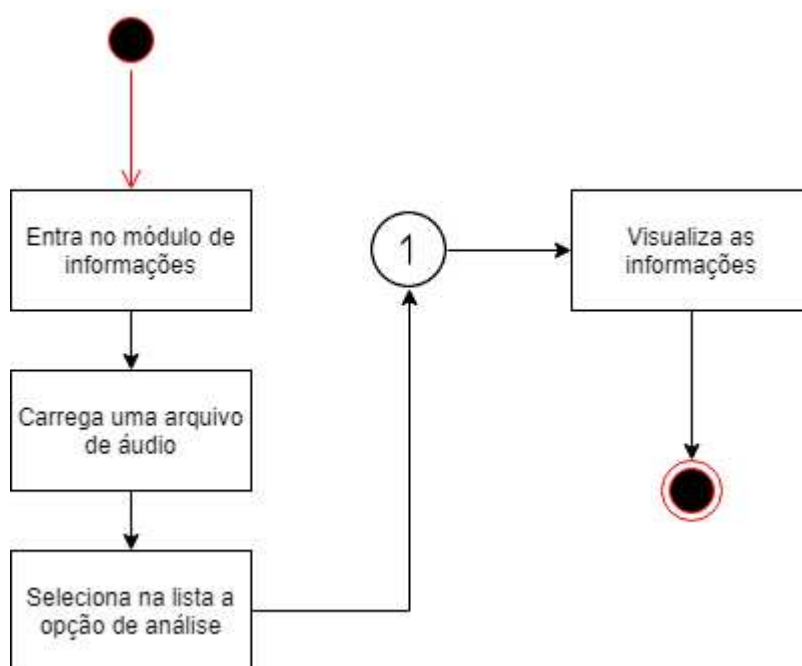 Entra no módulo de
informações
Carrega uma arquivo
de áudio
Seleciona na lista a
opção de análise
1
Visualiza as
informações